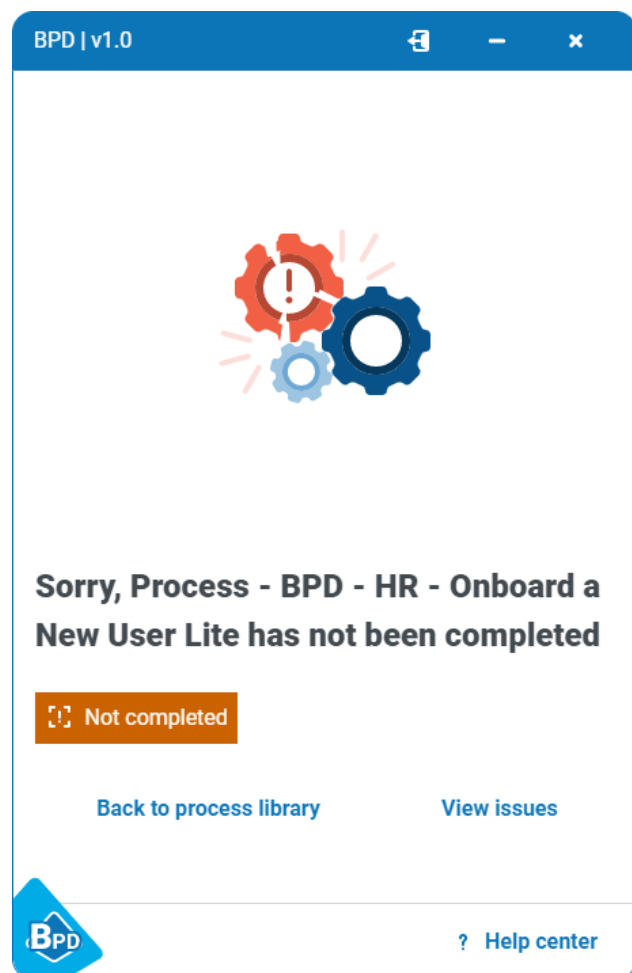 BPD | v1.0
Sorry, Process - BPD - HR - Onboard a
New User Lite has not been completed
Not completed
Back to process library
View issues
BPD
? Help center